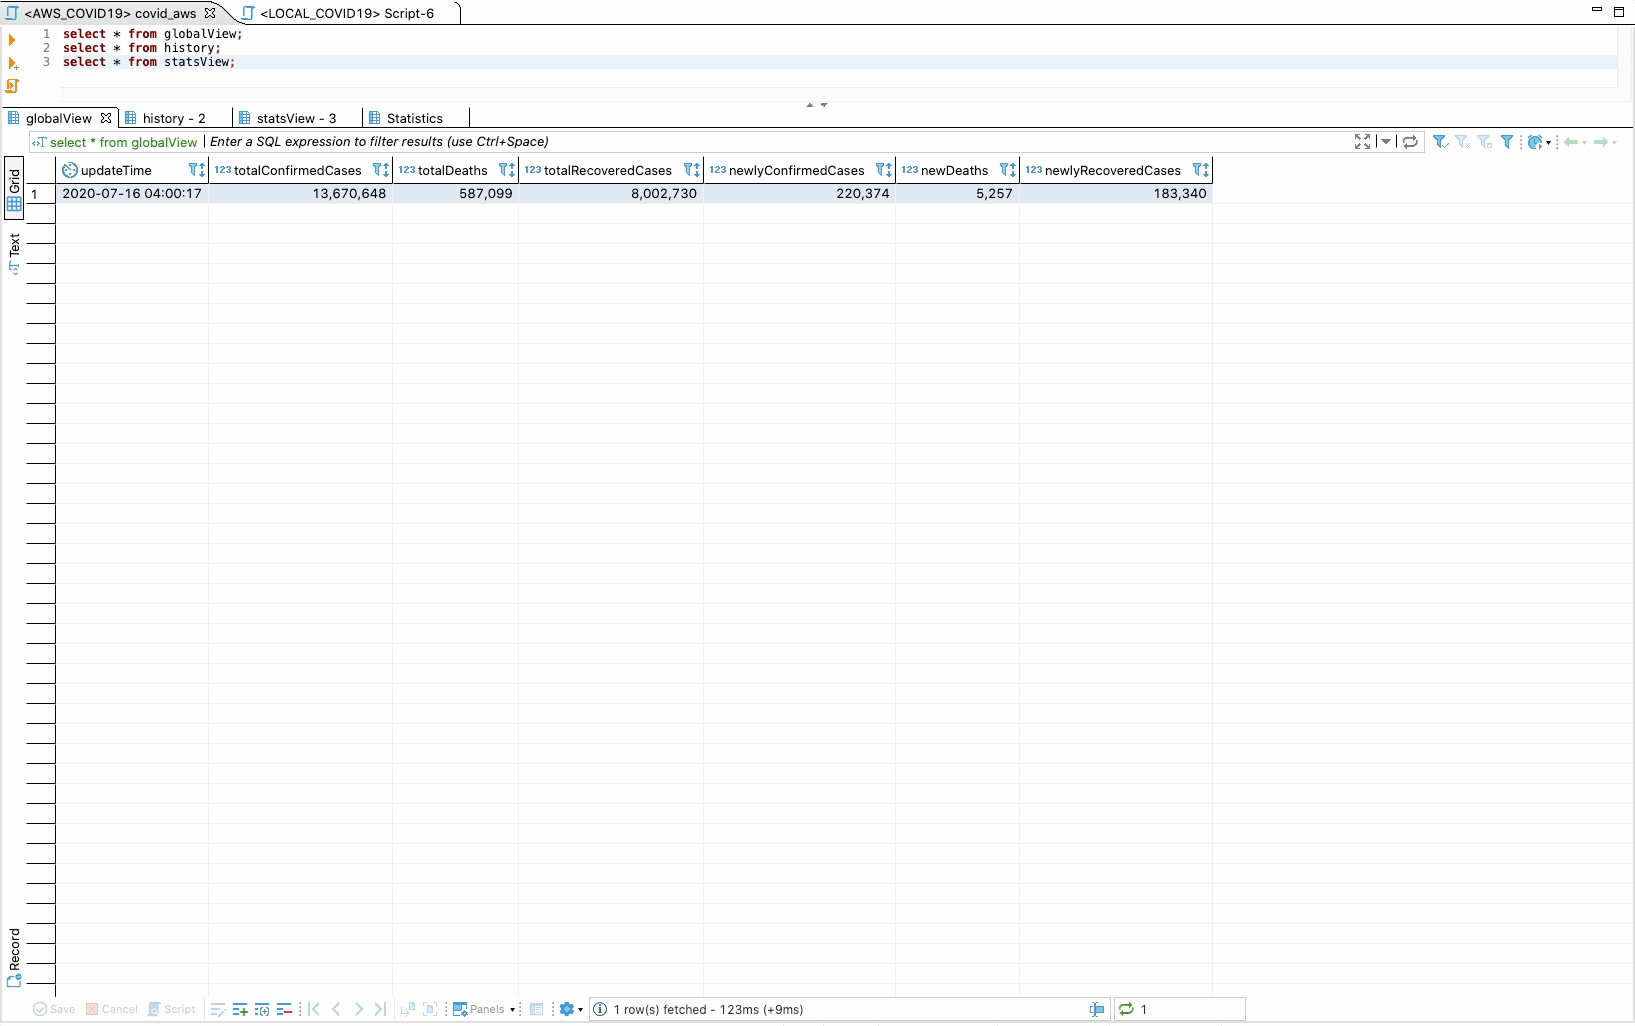 <AWS_COVID19> covid_aws
<LOCAL_COVID19> Script-6
1 select * from globalView;
2 select * from history;
3 select * from statsView;
globalView
history - 2
statsView - 3
Statistics
select * from globalView
Enter a SQL expression to filter results (use Ctrl+Space)
Grid
Text
Record
updateTime 123 totalConfirmedCases 123 totalDeaths 123 totalRecoveredCases 123 newlyConfirmedCases 123 newDeaths 123 newlyRecoveredCases
1 2020-07-16 04:00:17 13,670,648 587,099 8,002,730 220,374 5,257 183,340
Save Cancel Script Panels 1 row(s) fetched - 123ms (+9ms) 1